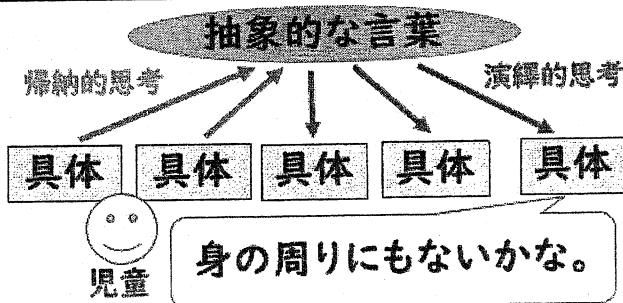 抽象的な言葉
帰納的思考
演繹的思考
具体
具体
具体
具体
具体
身の周りにもないかな。
児童